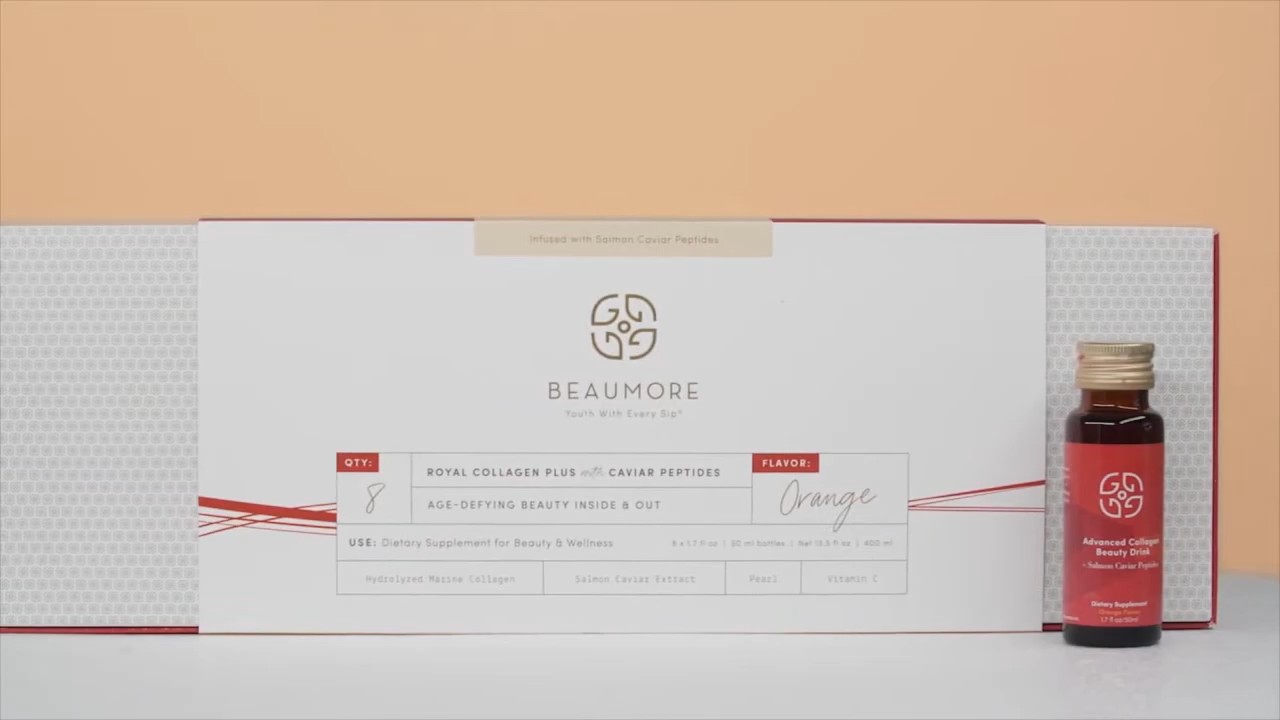 Infused with Salmon Caviar Peptides
BEAUMORE
Youth With Every Sip®
QTY:
8
ROYAL COLLAGEN PLUS with CAVIAR PEPTIDES
AGE-DEFYING BEAUTY INSIDE & OUT
FLAVOR:
Orange
USE: Dietary Supplement for Beauty & Wellness
8 x 1.7 fl oz | 50 ml bottles | Net 13.5 fl oz | 400 ml
Hydrolyzed Marine Collagen
Salmon Caviar Extract
Pearl
Vitamin C
Advanced Collagen
Beauty Drink
Salmon Caviar Peptides
Dietary Supplement
Orange Flavor
1.7 fl oz/50ml